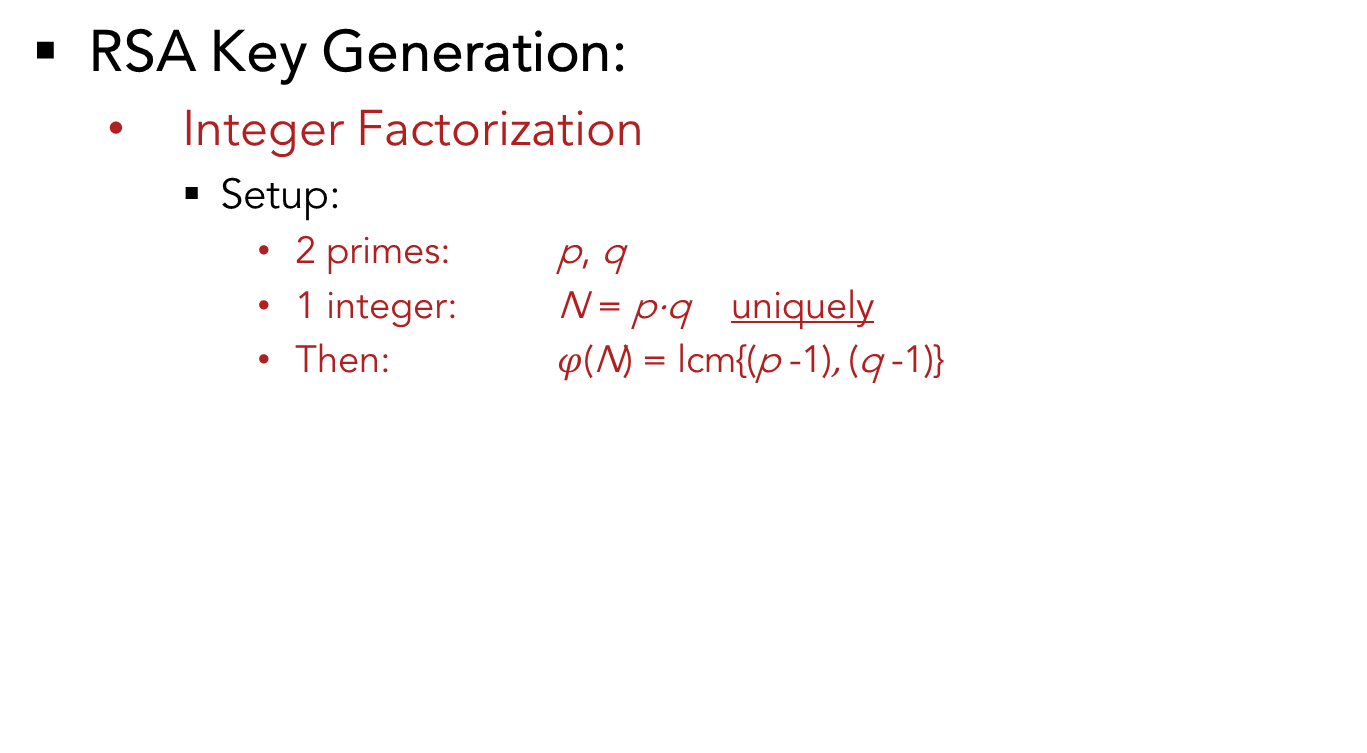 ▪ RSA Key Generation:
• Integer Factorization
▪ Setup:
• 2 primes: p, q
• 1 integer: N = p·q uniquely
• Then: φ(N) = lcm{(p -1), (q -1)}